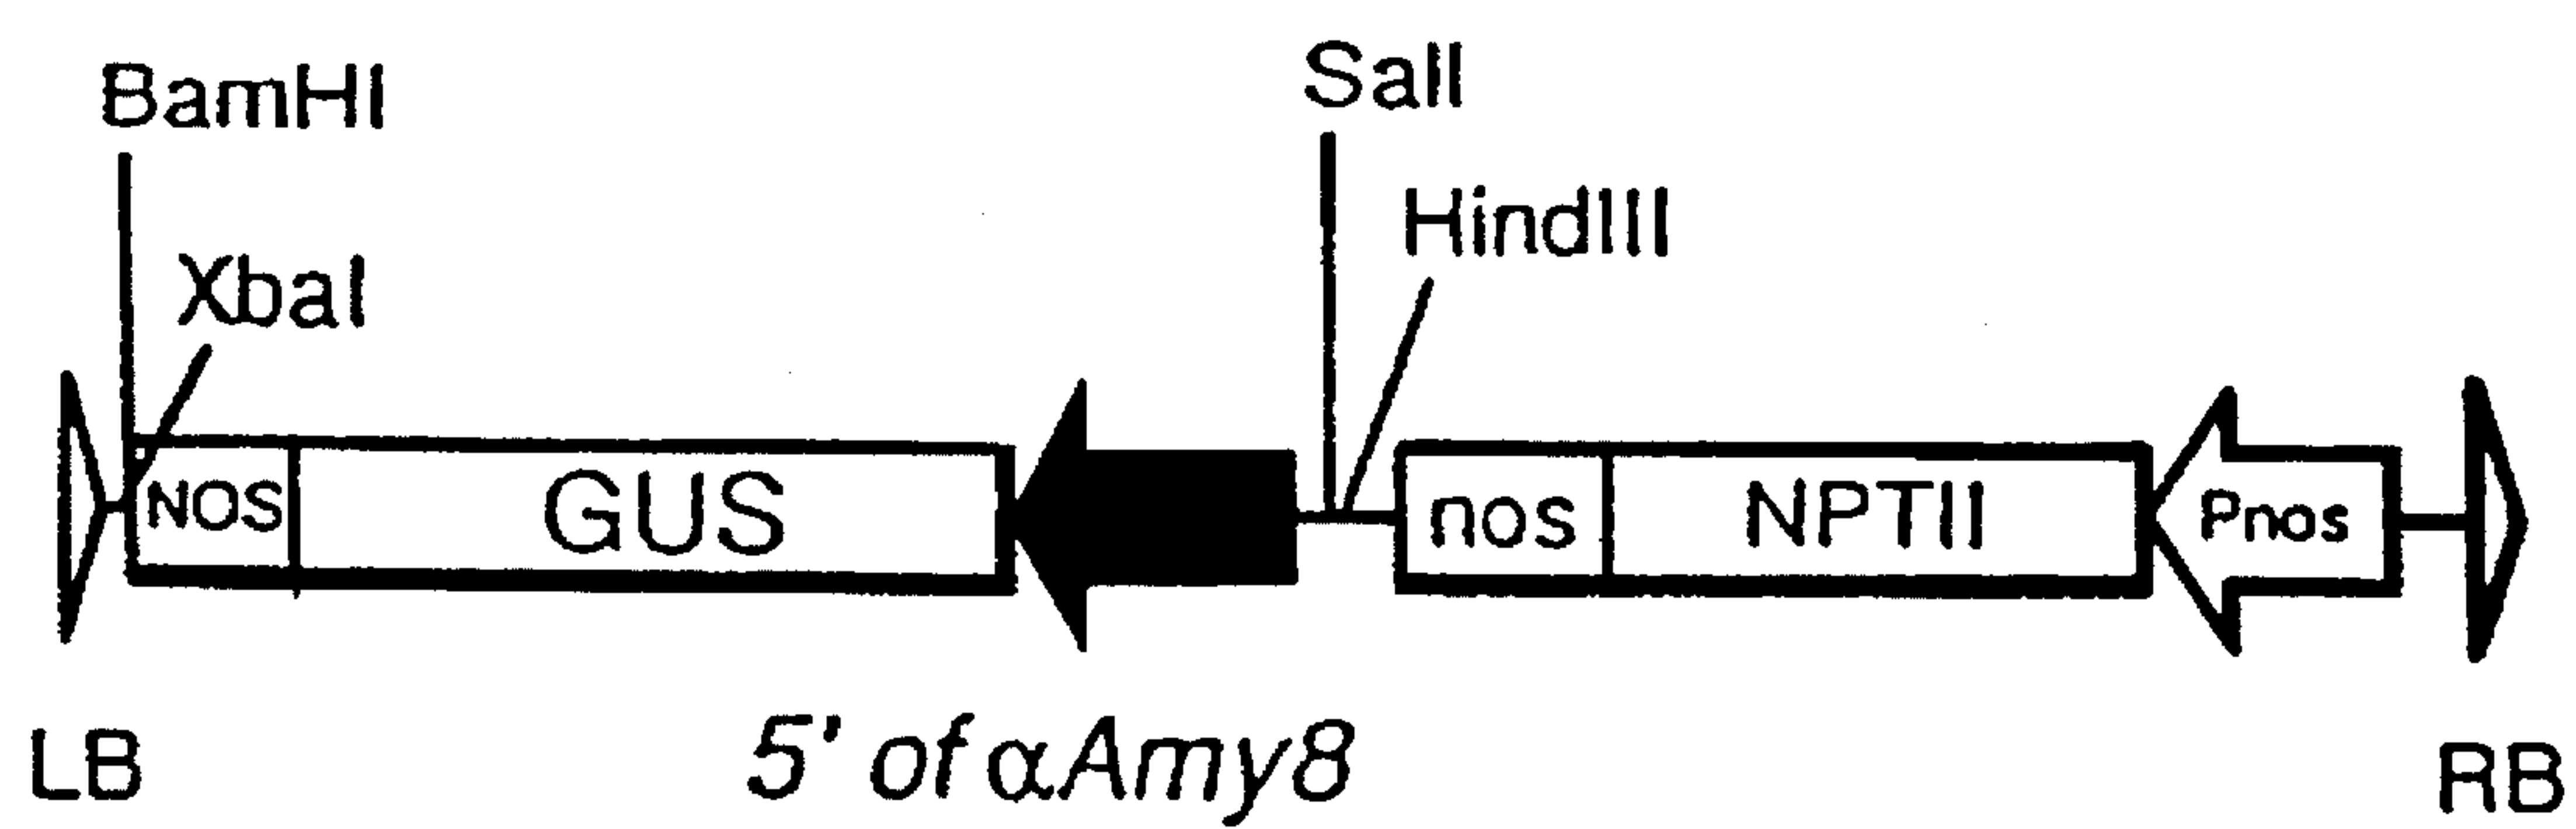 BamHI
SalI
XbaI
HindIII
NOS
GUS
nos
NPTII
Pnos
LB
5' of αAmy8
RB